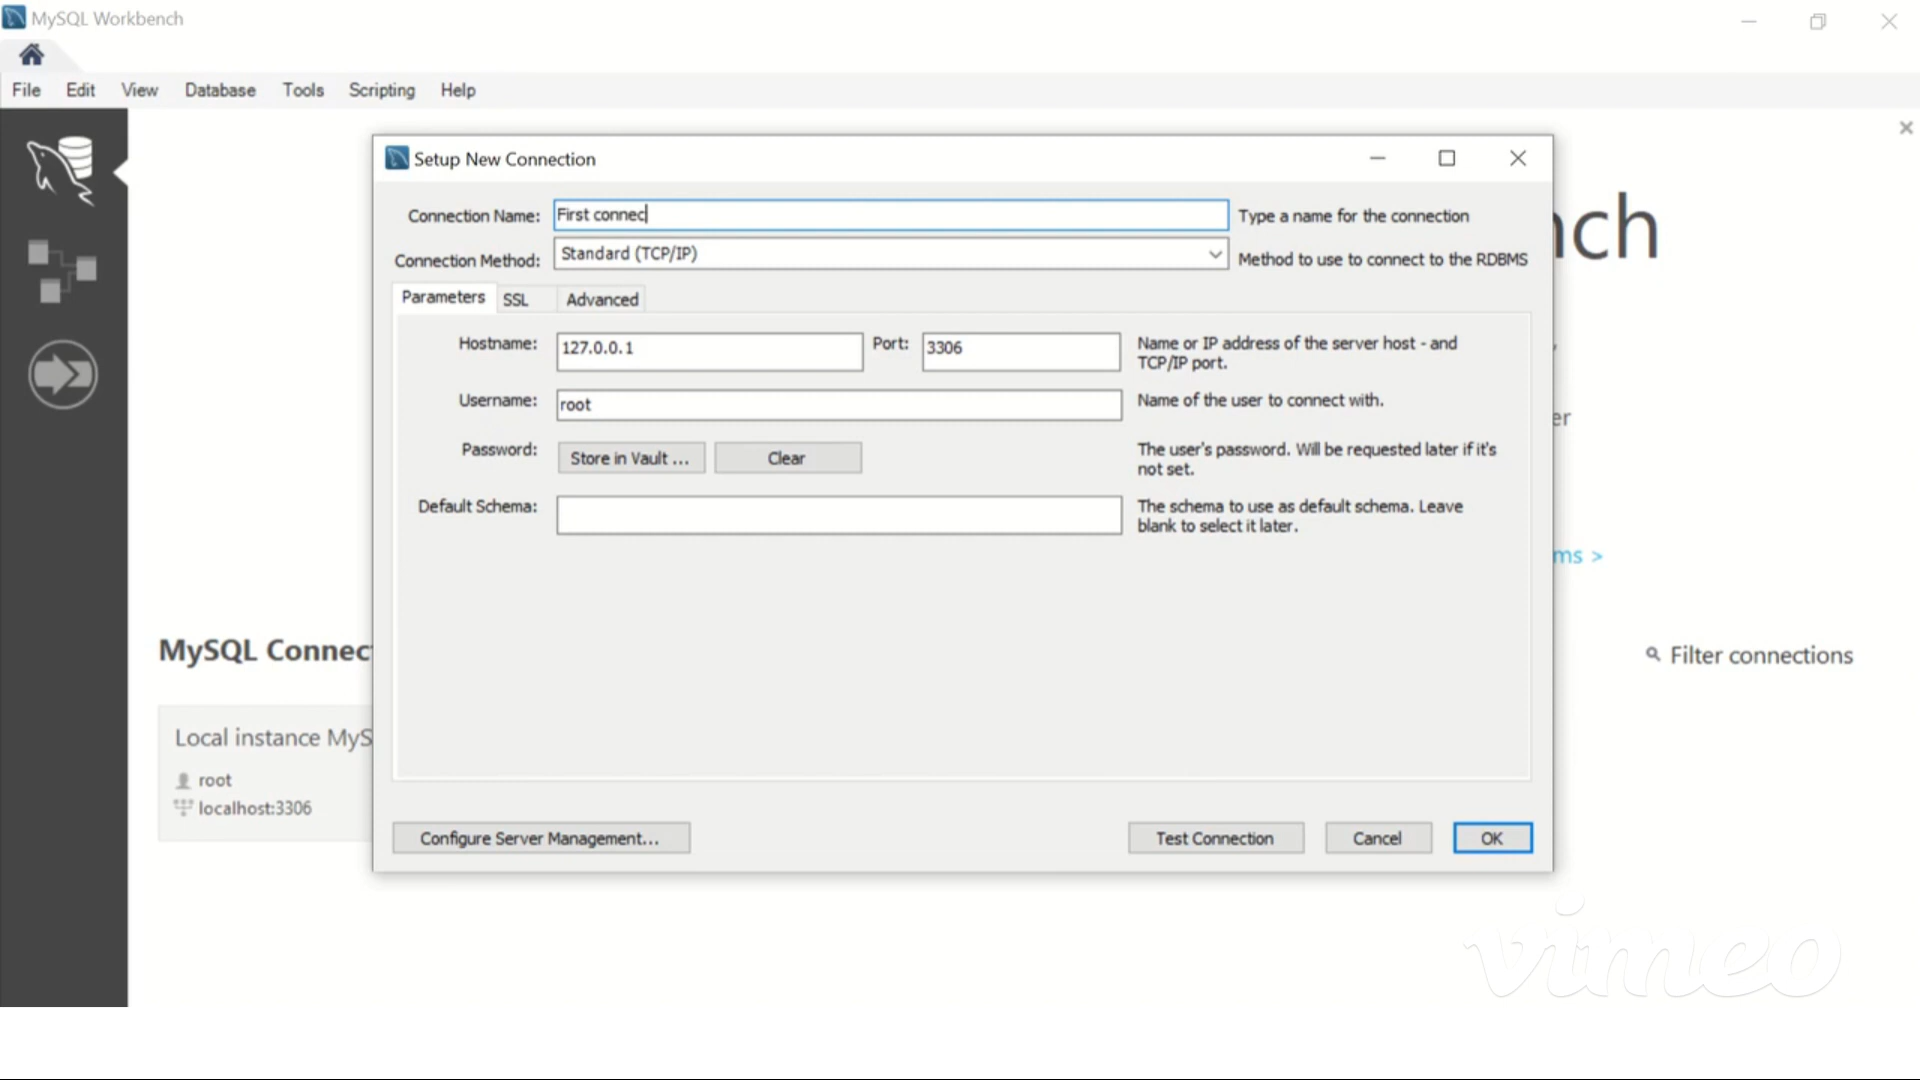 MySQL Workbench
File Edit View Database Tools Scripting Help
Setup New Connection
Connection Name: First connec Type a name for the connection
Connection Method: Standard (TCP/IP) Method to use to connect to the RDBMS
Parameters SSL Advanced
Hostname: 127.0.0.1 Port: 3306 Name or IP address of the server host - and
TCP/IP port.
Username: root Name of the user to connect with.
Password: Store in Vault ... Clear The user's password. Will be requested later if it's
not set.
Default Schema: The schema to use as default schema. Leave
blank to select it later.
Configure Server Management... Test Connection Cancel OK
ch
er
ms >
MySQL Connec
Filter connections
Local instance MyS
root
localhost:3306
vimeo